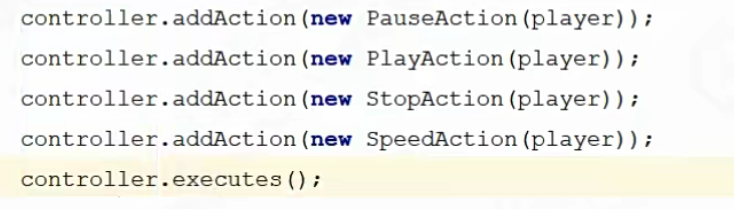 controller.addAction(new PauseAction(player));
controller.addAction(new PlayAction(player));
controller.addAction(new StopAction(player));
controller.addAction(new SpeedAction(player));
controller.executes();